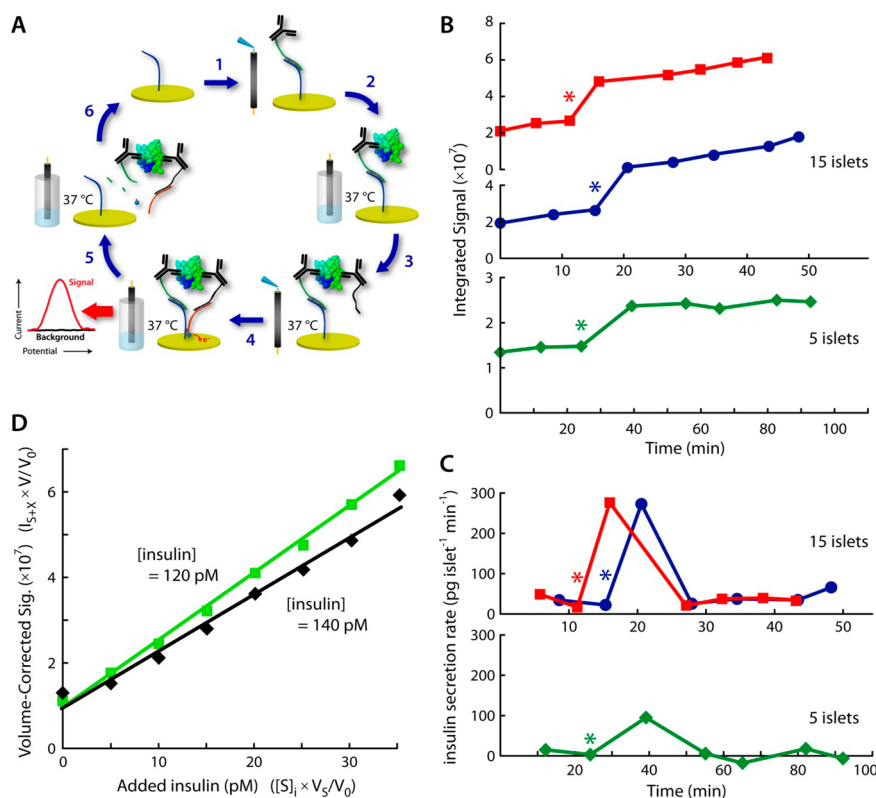 A
1
2
3
4
5
6
37 °C
37 °C
37 °C
37 °C
Signal
Background
Current
Potential
e-
B
Integrated Signal (×10⁷)
8
6
4
2
0
4
2
0
10
20
30
40
50
15 islets
3
2
1
0
20
40
60
80
100
5 islets
Time (min)
*
*
*
C
insulin secretion rate (pg islet⁻¹ min⁻¹)
300
200
100
0
10
20
30
40
50
15 islets
300
200
100
0
20
40
60
80
100
5 islets
Time (min)
*
*
*
D
Volume-Corrected Sig. (×10⁷) (I_S+X × V/V₀)
6
4
2
0
0
10
20
30
[insulin]
= 120 pM
[insulin]
= 140 pM
Added insulin (pM) ([S]ᵢ × V_S/V₀)